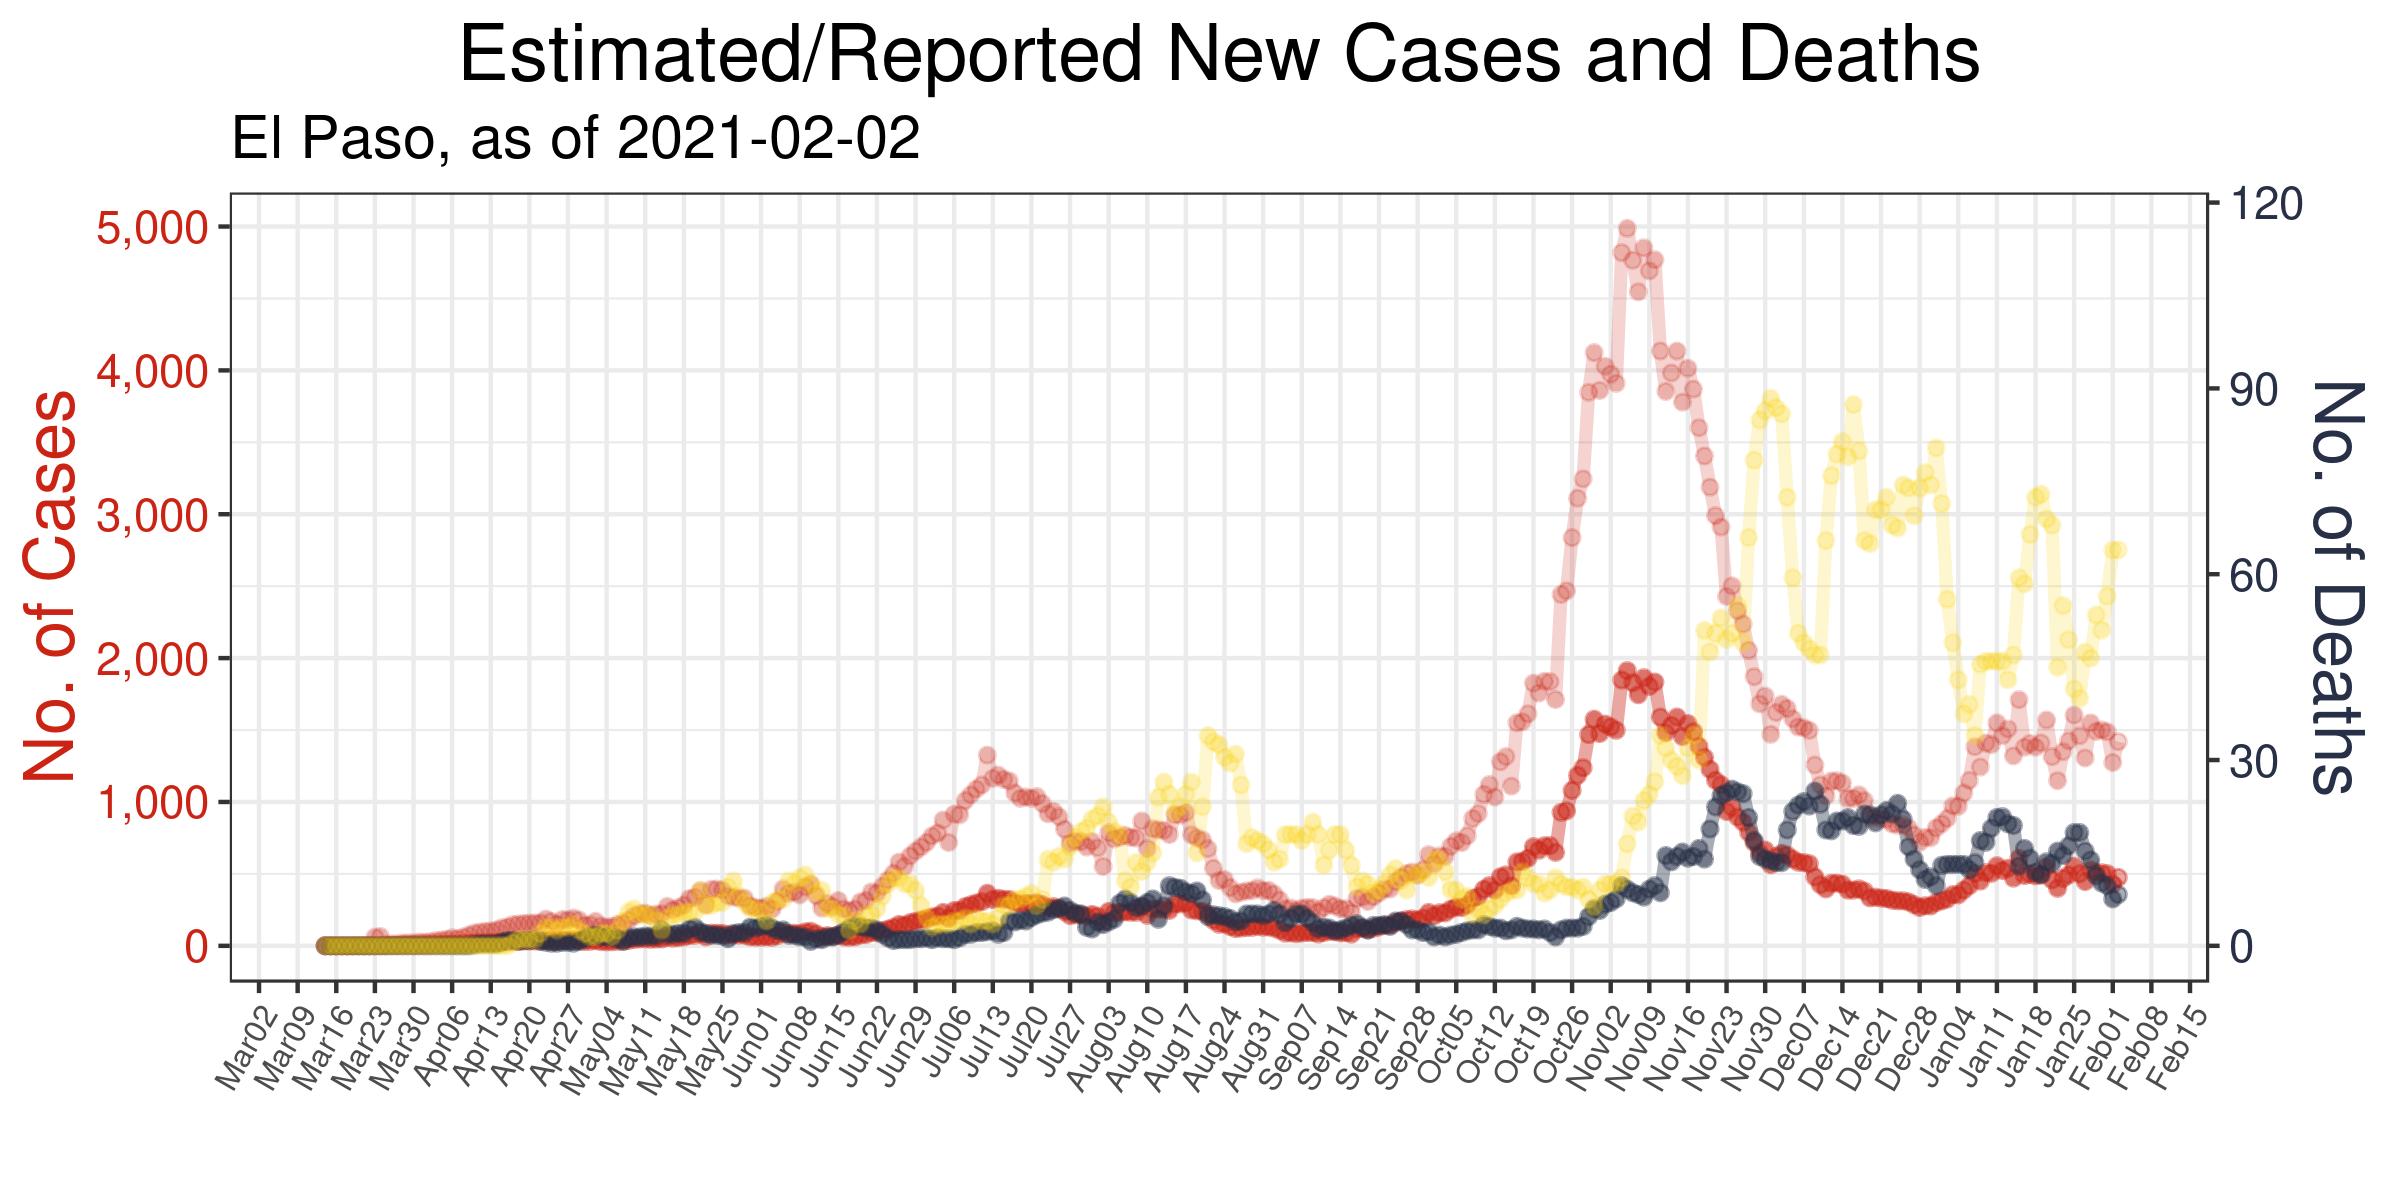 Estimated/Reported New Cases and Deaths
El Paso, as of 2021-02-02
No. of Cases
5,000
4,000
3,000
2,000
1,000
0
120
90
60
30
0
No. of Deaths
Mar02 Mar09 Mar16 Mar23 Mar30 Apr06 Apr13 Apr20 Apr27 May04 May11 May18 May25 Jun01 Jun08 Jun15 Jun22 Jun29 Jul06 Jul13 Jul20 Jul27 Aug03 Aug10 Aug17 Aug24 Aug31 Sep07 Sep14 Sep21 Sep28 Oct05 Oct12 Oct19 Oct26 Nov02 Nov09 Nov16 Nov23 Nov30 Dec07 Dec14 Dec21 Dec28 Jan04 Jan11 Jan18 Jan25 Feb01 Feb08 Feb15